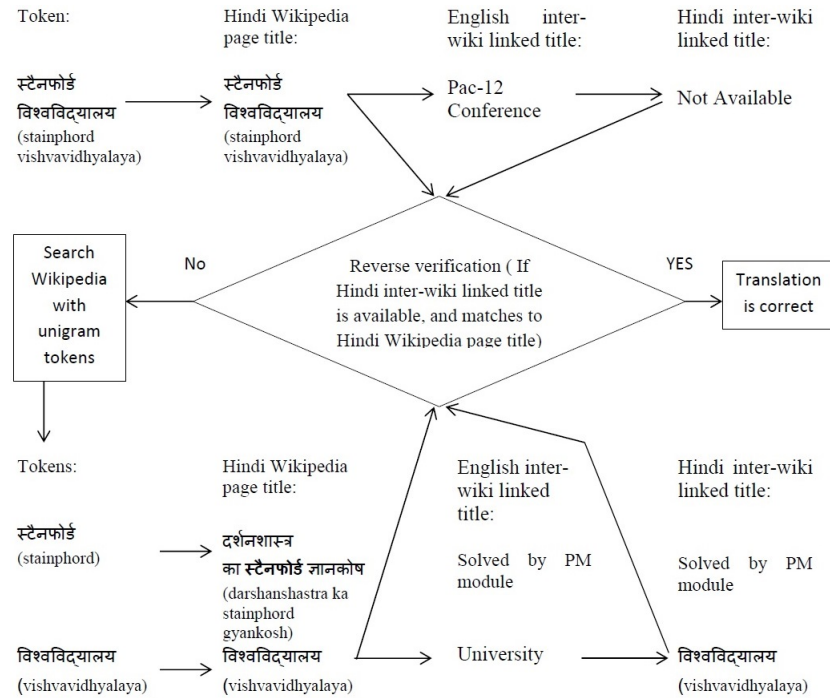 Token:
Hindi Wikipedia
page title:
English inter-
wiki linked title:
Hindi inter-wiki
linked title:
स्टैनफोर्ड
विश्वविद्यालय
(stainphord
vishvavidhyalaya)
स्टैनफोर्ड
विश्वविद्यालय
(stainphord
vishvavidhyalaya)
Pac-12
Conference
Not Available
Search
Wikipedia
with
unigram
tokens
No
Reverse verification ( If
Hindi inter-wiki linked title
is available, and matches to
Hindi Wikipedia page title)
YES
Translation
is correct
Tokens:
Hindi Wikipedia
page title:
English inter-
wiki linked
title:
Hindi inter-wiki
linked title:
स्टैनफोर्ड
(stainphord)
दर्शनशास्त्र
का स्टैनफोर्ड ज्ञानकोष
(darshanshastra ka
stainphord
gyankosh)
Solved by PM
module
Solved by PM
module
विश्वविद्यालय
(vishvavidhyalaya)
विश्वविद्यालय
(vishvavidhyalaya)
University
विश्वविद्यालय
(vishvavidhyalaya)